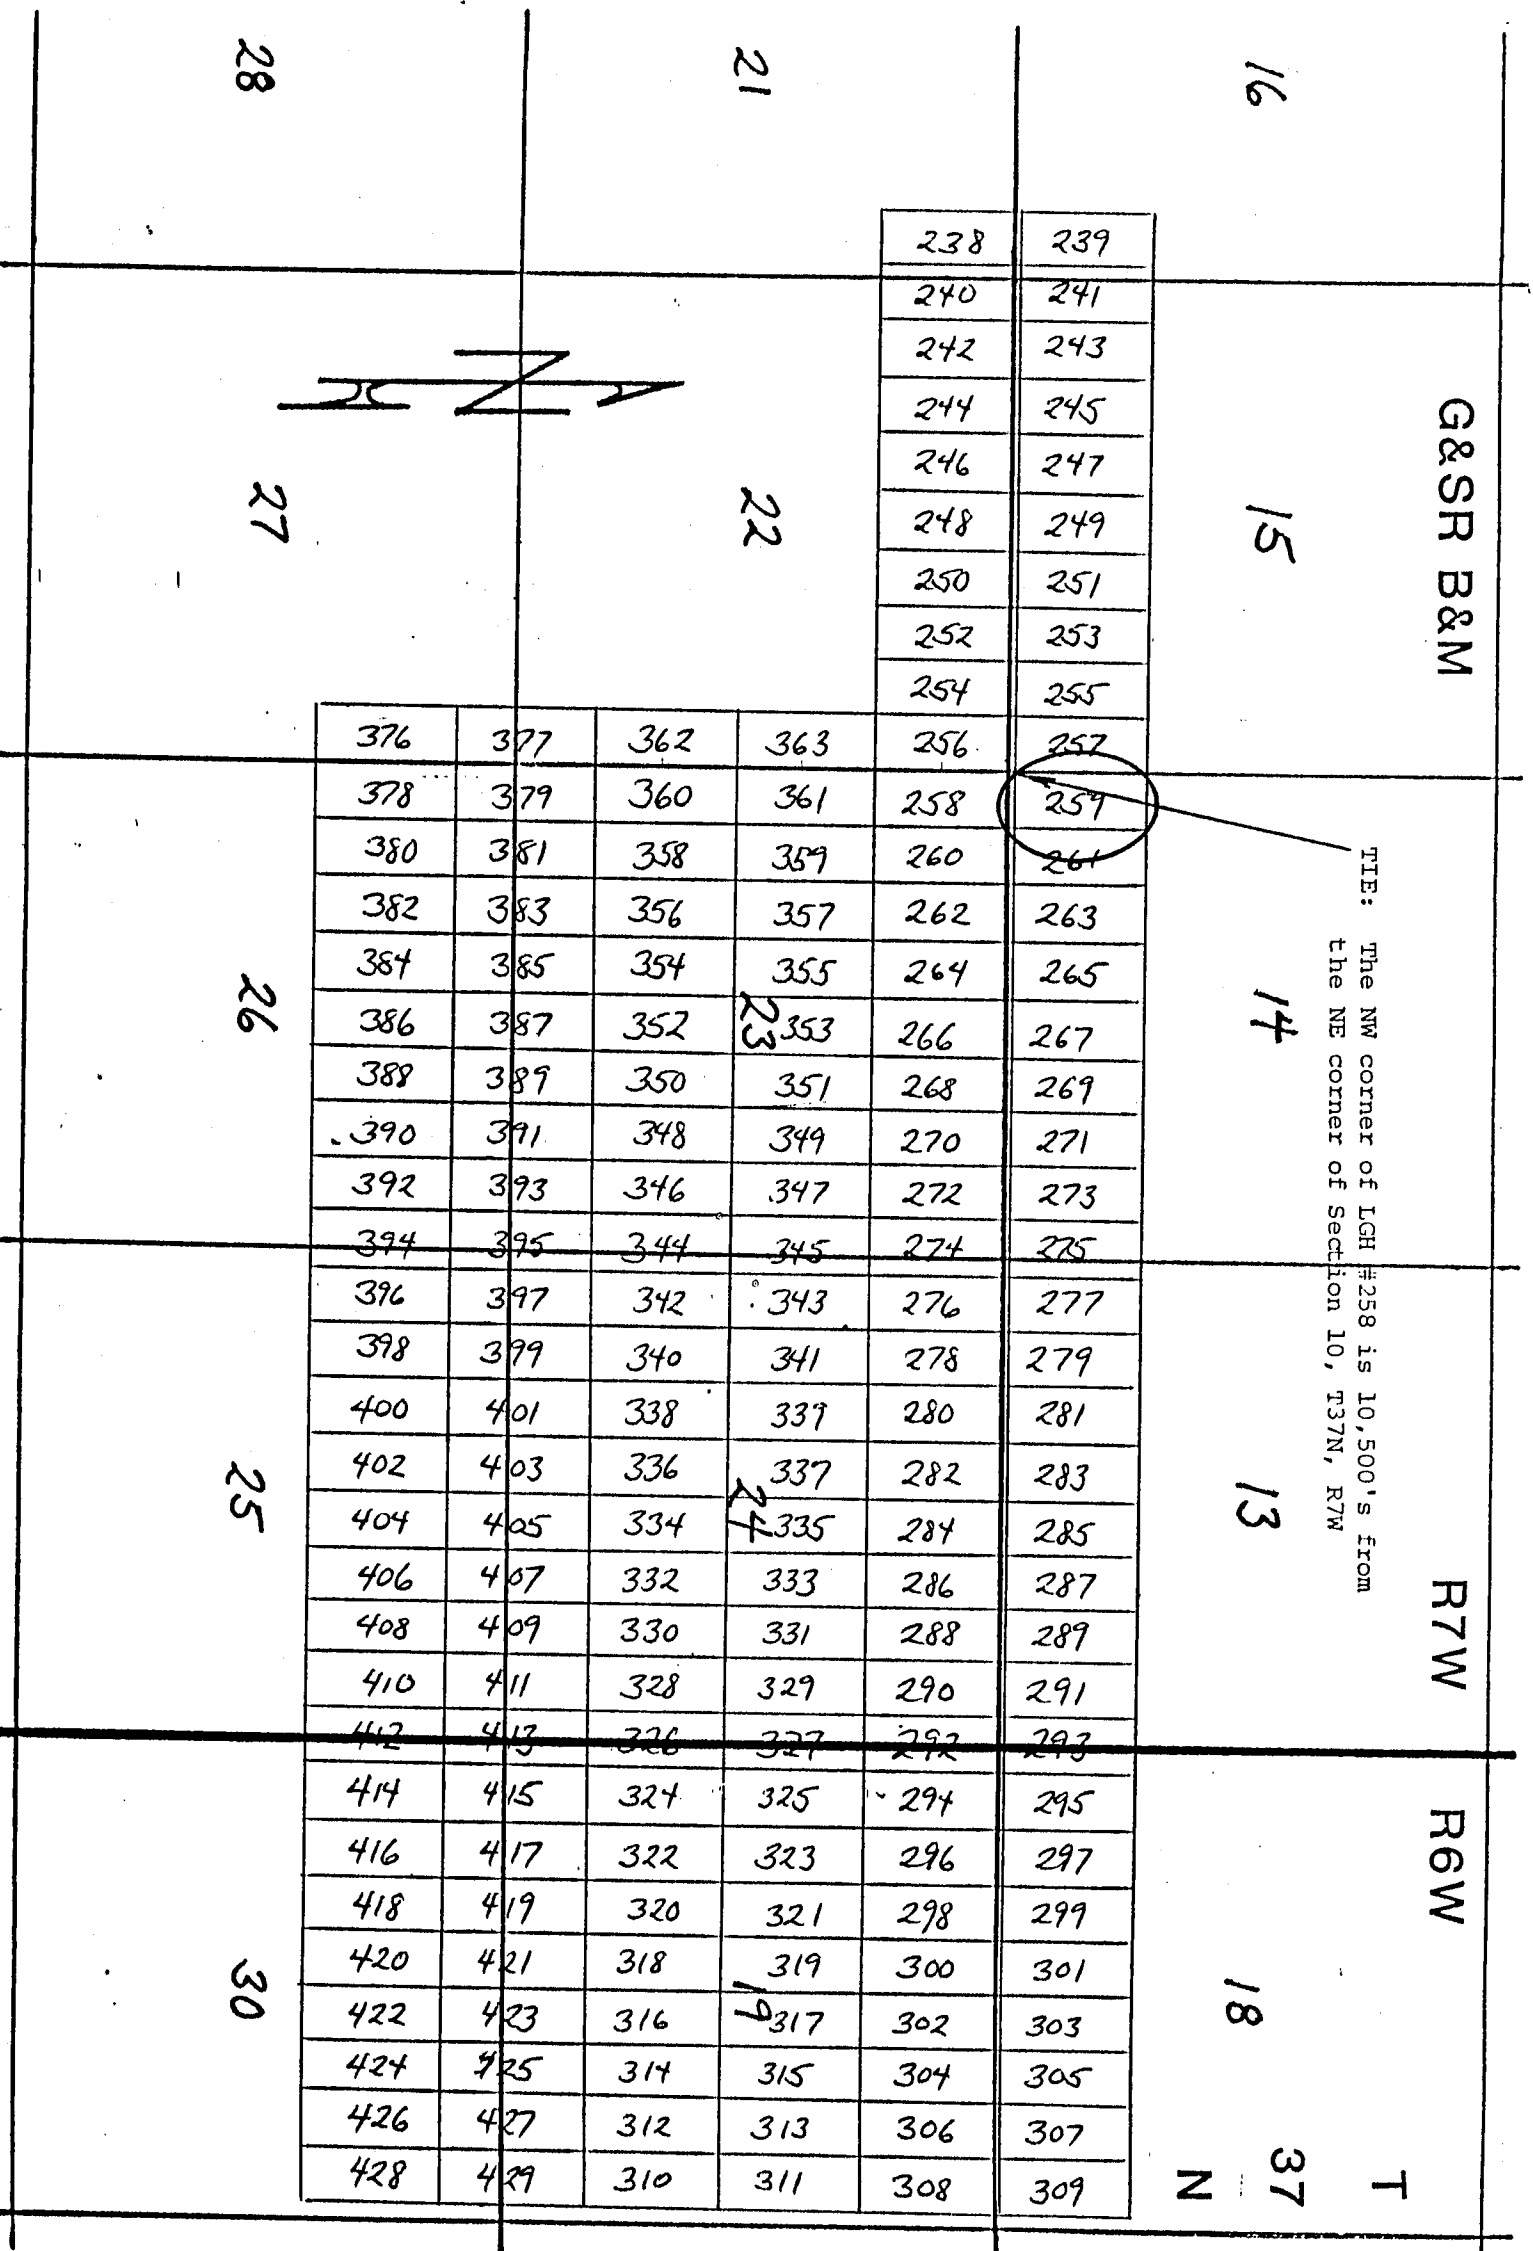 G&SR B&M R7W R6W
T
37
N
TIE: The NW corner of LGH #258 is 10,500's from
the NE corner of Section 10, T37N, R7W
16 15 14 13 18
21 22 23 24 19
28 27 26 25 30
N
238 239
240 241
242 243
244 245
246 247
248 249
250 251
252 253
254 255
376 377 362 363 256 257
378 379 360 361 258 259
380 381 358 359 260 261
382 383 356 357 262 263
384 385 354 355 264 265
386 387 352 353 266 267
388 389 350 351 268 269
390 391 348 349 270 271
392 393 346 347 272 273
394 395 344 345 274 275
396 397 342 343 276 277
398 399 340 341 278 279
400 401 338 339 280 281
402 403 336 337 282 283
404 405 334 335 284 285
406 407 332 333 286 287
408 409 330 331 288 289
410 411 328 329 290 291
412 413 326 327 292 293
414 415 324 325 294 295
416 417 322 323 296 297
418 419 320 321 298 299
420 421 318 319 300 301
422 423 316 317 302 303
424 425 314 315 304 305
426 427 312 313 306 307
428 429 310 311 308 309